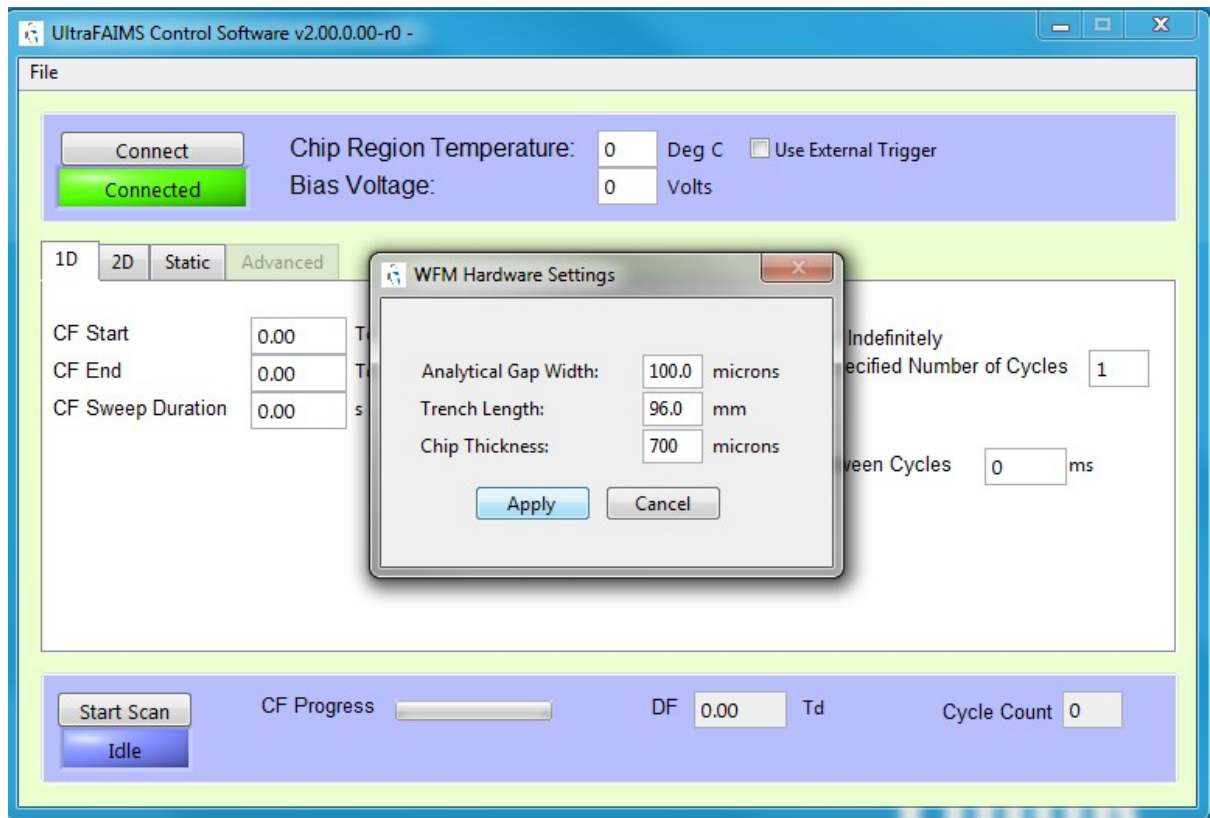 UltraFAIMS Control Software v2.00.0.00-r0 -
File
Connect
Connected
Chip Region Temperature: 0 Deg C Use External Trigger
Bias Voltage: 0 Volts
1D 2D Static Advanced
CF Start 0.00
CF End 0.00
CF Sweep Duration 0.00 s
Indefinitely
Number of Cycles 1
Cycles 0 ms
WFM Hardware Settings
Analytical Gap Width: 100.0 microns
Trench Length: 96.0 mm
Chip Thickness: 700 microns
Apply Cancel
Start Scan
Idle
CF Progress DF 0.00 Td Cycle Count 0